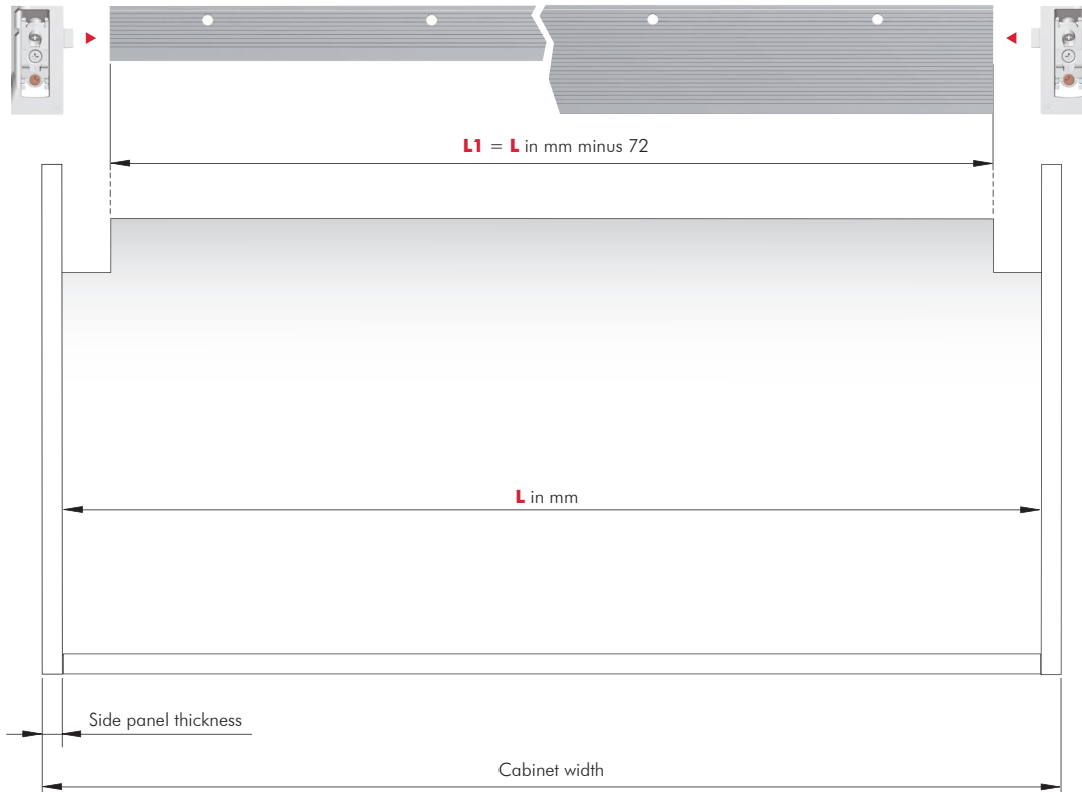 L1 = L in mm minus 72
L in mm
Side panel thickness
Cabinet width